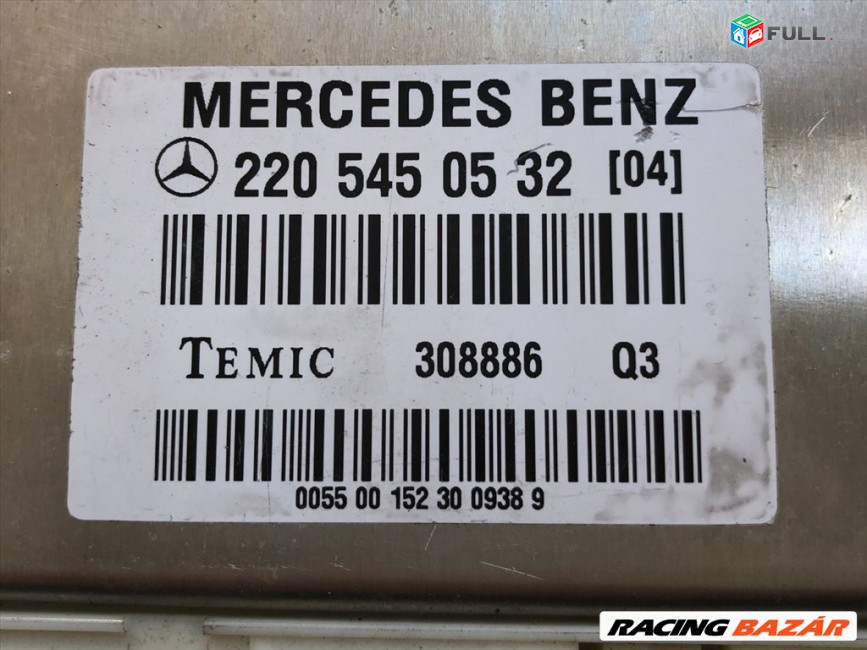 FULL
MERCEDES BENZ
220 545 05 32 [04]
TEMIC 308886 Q3
0055 00 152 30 0938 9
RACING BAZÁR